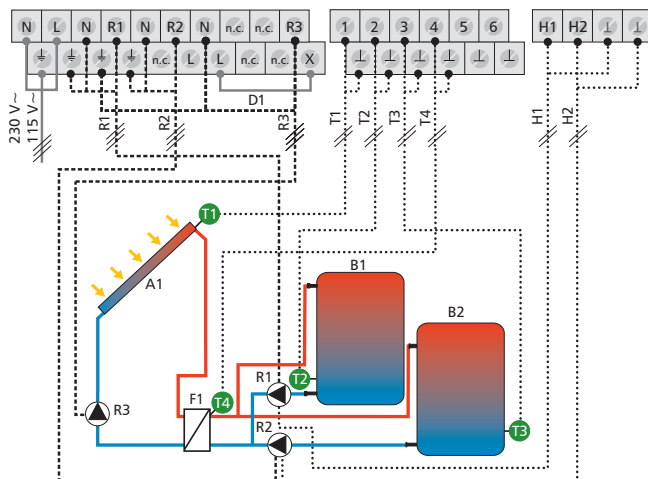 N L N R1 N R2 N n.c. n.c. R3
n.c. L L n.c. n.c. X
1 2 3 4 5 6
H1 H2
D1
230 V~
115 V~
R1
R2
R3
T1
T2
T3
T4
H1
H2
T1
A1
B1
B2
R1
T2
F1
T4
R3
R2
T3